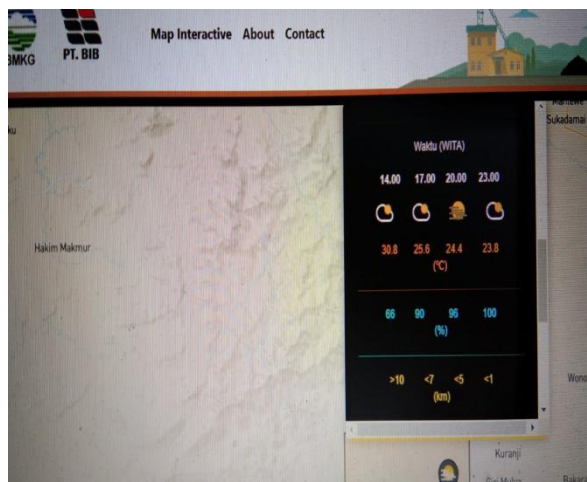 BMKG
PT. BIB
Map Interactive About Contact
Sukadamai
Waktu (WITA)
14.00 17.00 20.00 23.00
Hakim Makmur
30.8 25.6 24.4 23.8
(°C)
66 90 96 100
(%)
>10 <7 <5 <1
(km)
Kuranji